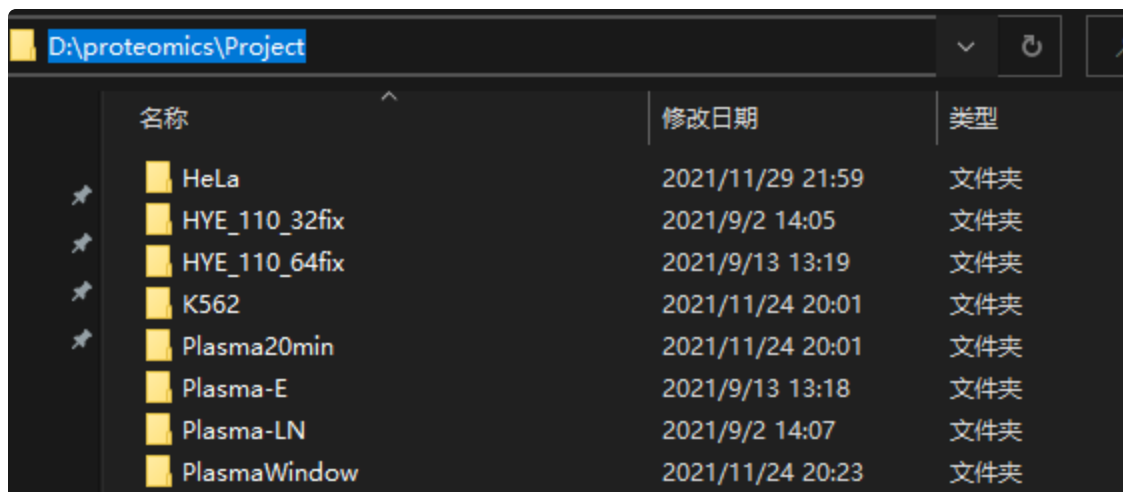 D:\proteomics\Project
名称 修改日期 类型
HeLa 2021/11/29 21:59 文件夹
HYE_110_32fix 2021/9/2 14:05 文件夹
HYE_110_64fix 2021/9/13 13:19 文件夹
K562 2021/11/24 20:01 文件夹
Plasma20min 2021/11/24 20:01 文件夹
Plasma-E 2021/9/13 13:18 文件夹
Plasma-LN 2021/9/2 14:07 文件夹
PlasmaWindow 2021/11/24 20:23 文件夹